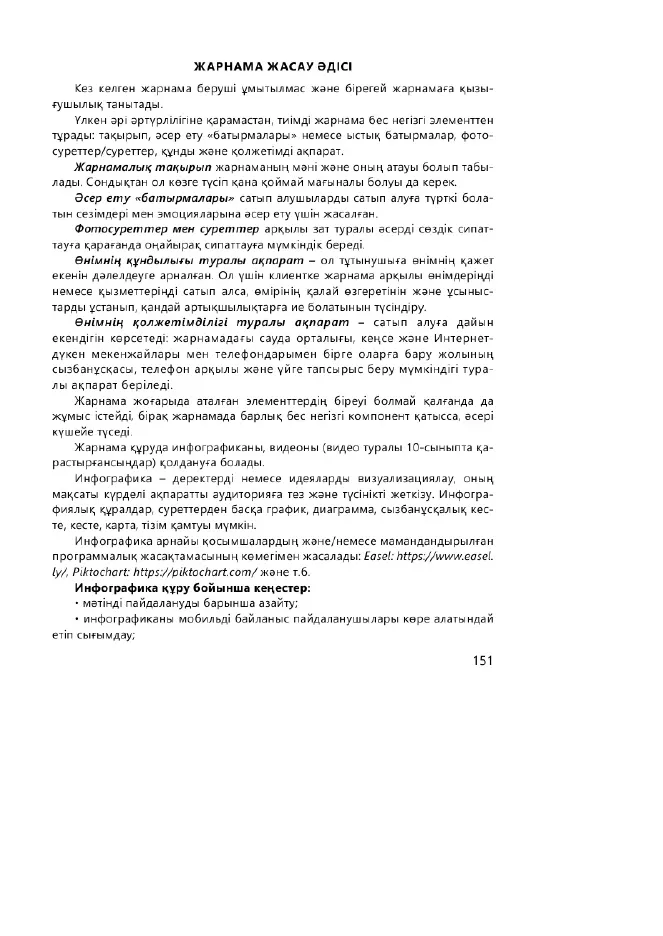 ЖАРНАМА ЖАСАУ ӘДІСІ
Кез келген жарнама беруші ұмытылмас және бірегей жарнамаға қызы-
ғушылық танытады.
Үлкен әрі әртүрлілігіне қарамастан, тиімді жарнама бес негізгі элементтен
тұрады: тақырып, әсер ету «батырмалары» немесе ыстық батырмалар, фото-
суреттер/суреттер, құнды және қолжетімді ақпарат.
Жарнамалық тақырып жарнаманың мәні және оның атауы болып табы-
лады. Сондықтан ол көзге түсіп қана қоймай мағыналы болуы да керек.
Әсер ету «батырмалары» сатып алушыларды сатып алуға түрткі бола-
тын сезімдері мен эмоцияларына әсер ету үшін жасалған.
Фотосуреттер мен суреттер арқылы зат туралы әсерді сөздік сипат-
тауға қарағанда оңайырақ сипаттауға мүмкіндік береді.
Өнімнің құндылығы туралы ақпарат – ол тұтынушыға өнімнің қажет
екенін дәлелдеуге арналған. Ол үшін клиентке жарнама арқылы өнімдеріңді
немесе қызметтеріңді сатып алса, өмірінің қалай өзгеретінін және ұсыныс-
тарды ұстанып, қандай артықшылықтарға ие болатынын түсіндіру.
Өнімнің қолжетімділігі туралы ақпарат – сатып алуға дайын
екендігін көрсетеді: жарнамадағы сауда орталығы, кеңсе және Интернет-
дүкен мекенжайлары мен телефондарымен бірге оларға бару жолының
сызбанұсқасы, телефон арқылы және үйге тапсырыс беру мүмкіндігі тура-
лы ақпарат беріледі.
Жарнама жоғарыда аталған элементтердің біреуі болмай қалғанда да
жұмыс істейді, бірақ жарнамада барлық бес негізгі компонент қатысса, әсері
күшейе түседі.
Жарнама құруда инфографиканы, видеоны (видео туралы 10-сыныпта қа-
растырғансыңдар) қолдануға болады.
Инфографика – деректерді немесе идеяларды визуализациялау, оның
мақсаты күрделі ақпаратты аудиторияға тез және түсінікті жеткізу. Инфогра-
фиялық құралдар, суреттерден басқа график, диаграмма, сызбанұсқалық кес-
те, кесте, карта, тізім қамтуы мүмкін.
Инфографика арнайы қосымшалардың және/немесе мамандандырылған
программалық жасақтамасының көмегімен жасалады: Easel: https://www.easel.
ly/, Piktochart: https://piktochart.com/ және т.б.
Инфографика құру бойынша кеңестер:
• мәтінді пайдалануды барынша азайту;
• инфографиканы мобильді байланыс пайдаланушылары көре алатындай
етіп сығымдау;
151